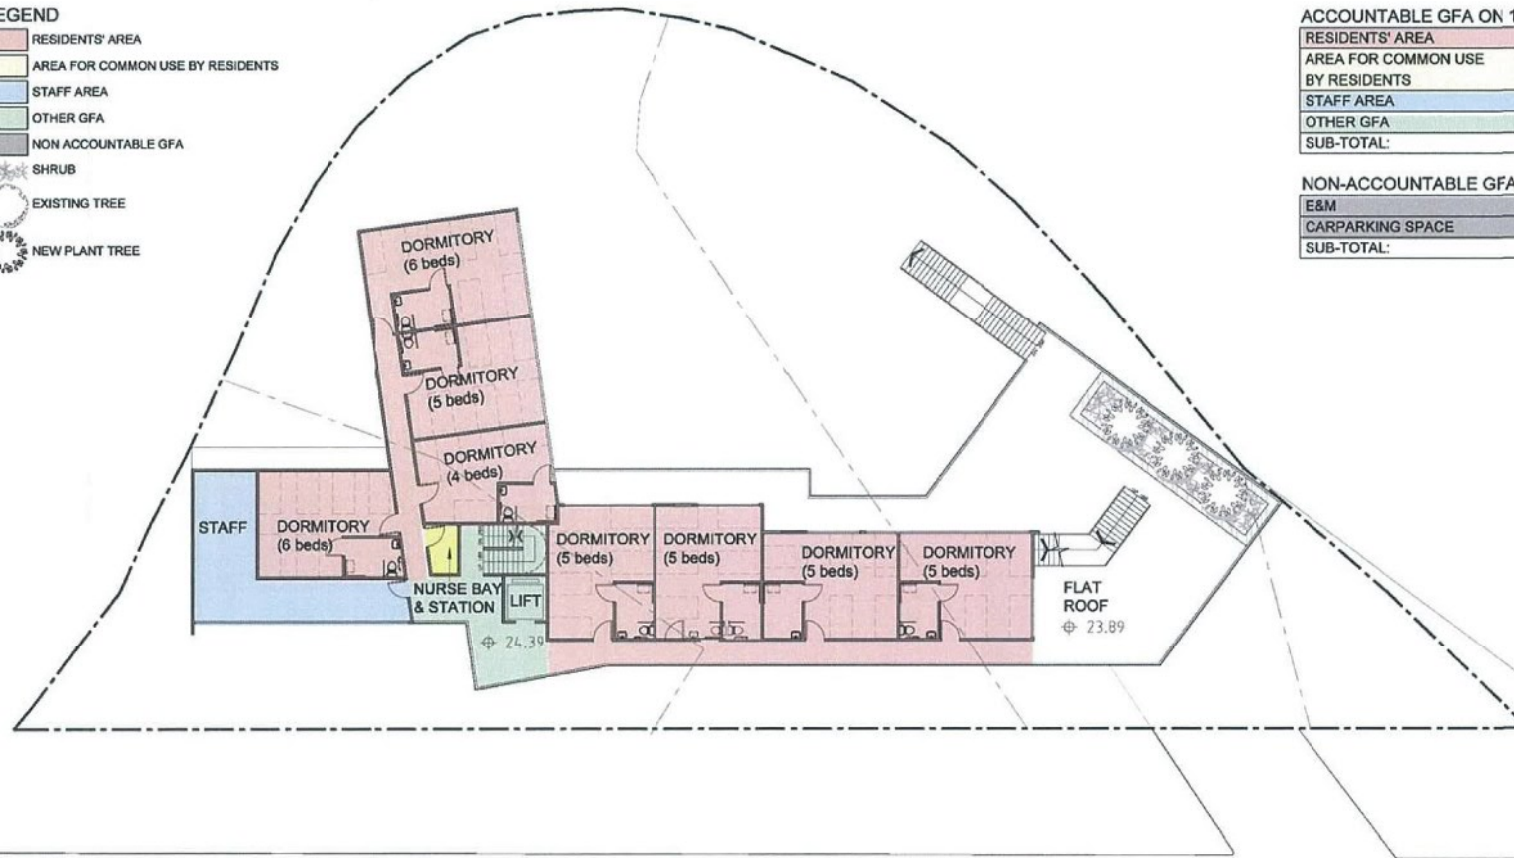 EGEND
RESIDENTS' AREA
AREA FOR COMMON USE BY RESIDENTS
STAFF AREA
OTHER GFA
NON ACCOUNTABLE GFA
SHRUB
EXISTING TREE
NEW PLANT TREE
ACCOUNTABLE GFA ON 1
RESIDENTS' AREA
AREA FOR COMMON USE
BY RESIDENTS
STAFF AREA
OTHER GFA
SUB-TOTAL:
NON-ACCOUNTABLE GFA
E&M
CARPARKING SPACE
SUB-TOTAL:
DORMITORY
(6 beds)
DORMITORY
(5 beds)
DORMITORY
(4 beds)
STAFF
DORMITORY
(6 beds)
NURSE BAY
& STATION
LIFT
24.39
DORMITORY
(5 beds)
DORMITORY
(5 beds)
DORMITORY
(5 beds)
DORMITORY
(5 beds)
FLAT
ROOF
23.89